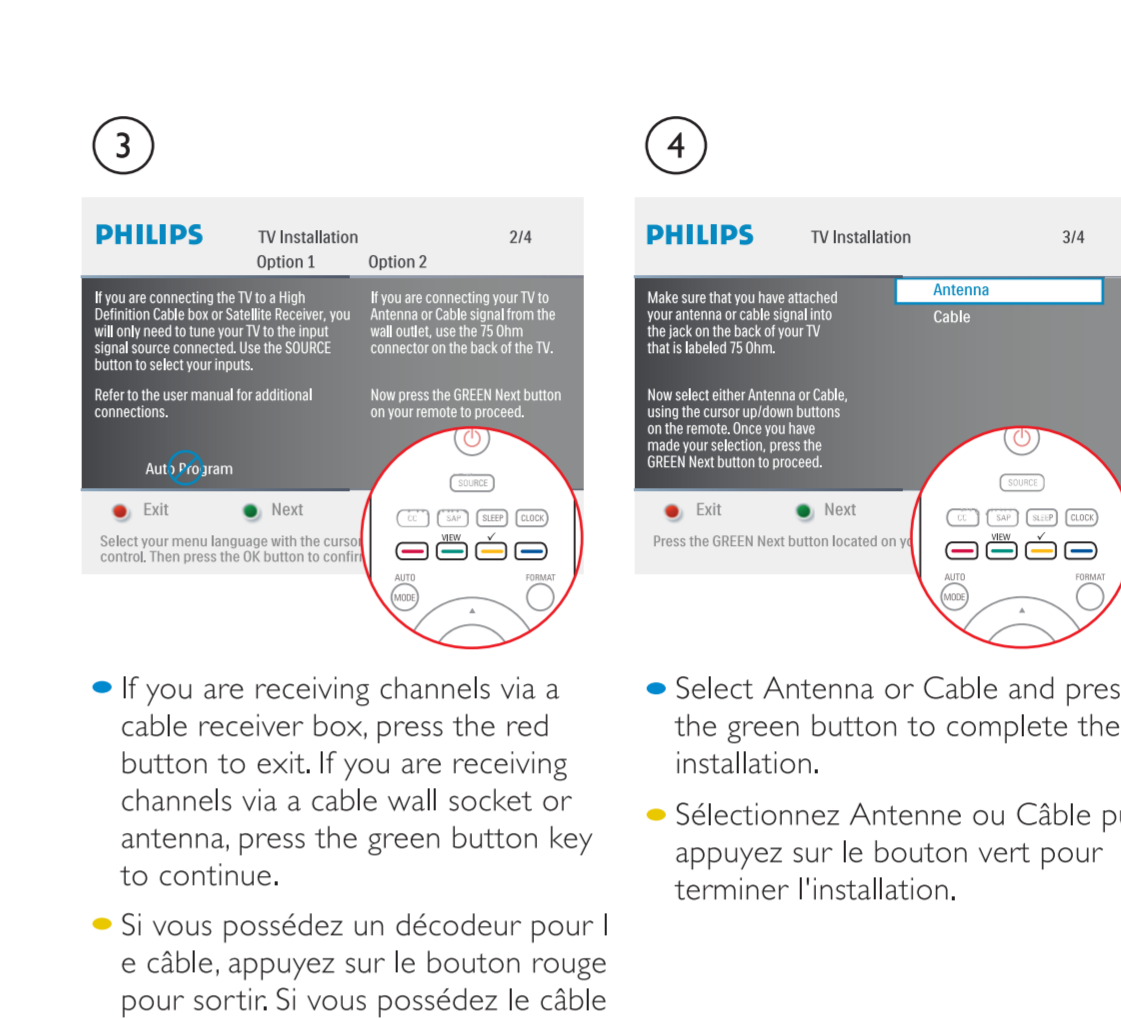 3
PHILIPS TV Installation 2/4
Option 1 Option 2
If you are connecting the TV to a High
Definition Cable box or Satellite Receiver, you
will only need to tune your TV to the input
signal source connected. Use the SOURCE
button to select your inputs.
Refer to the user manual for additional
connections.
Auto Program
If you are connecting your TV to
Antenna or Cable signal from the
wall outlet, use the 75 Ohm
connector on the back of the TV.
Now press the GREEN Next button
on your remote to proceed.
Exit Next
Select your menu language with the
control. Then press the OK button to
SOURCE
CC SAP SLEEP CLOCK
VIEW ✓
AUTO FORMAT
MODE
• If you are receiving channels via a
cable receiver box, press the red
button to exit. If you are receiving
channels via a cable wall socket or
antenna, press the green button key
to continue.
• Si vous possédez un décodeur pour l
e câble, appuyez sur le bouton rouge
pour sortir. Si vous possédez le câble
4
PHILIPS TV Installation 3/4
Make sure that you have attached
your antenna or cable signal into
the jack on the back of your TV
that is labeled 75 Ohm.
Now select either Antenna or Cable,
using the cursor up/down buttons
on the remote. Once you have
made your selection, press the
GREEN Next button to proceed.
Antenna
Cable
Exit Next
Press the GREEN Next button located on
SOURCE
CC SAP SLEEP CLOCK
VIEW ✓
AUTO FORMAT
MODE
• Select Antenna or Cable and pres
the green button to complete the
installation.
• Sélectionnez Antenne ou Câble
appuyez sur le bouton vert pour
terminer l'installation.